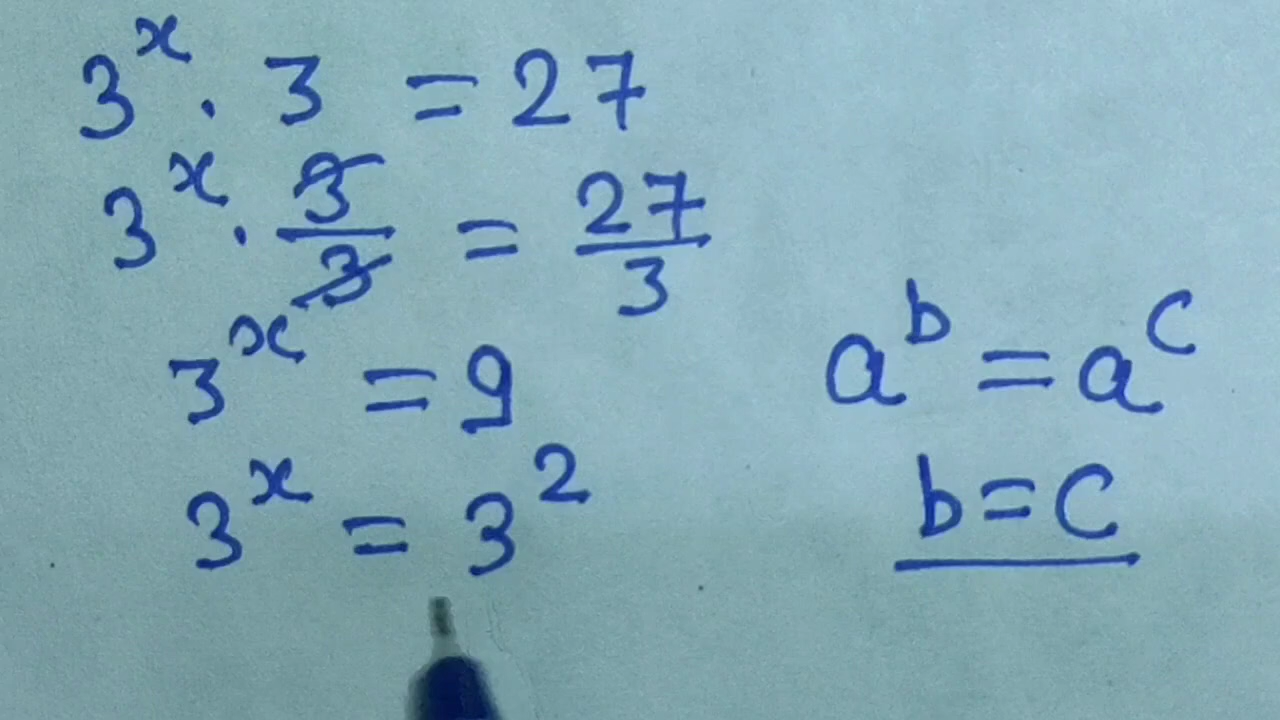 3^x · 3 = 27
3^x · 3/3 = 27/3
3^x = 9
3^x = 3^2
a^b = a^c
b = c